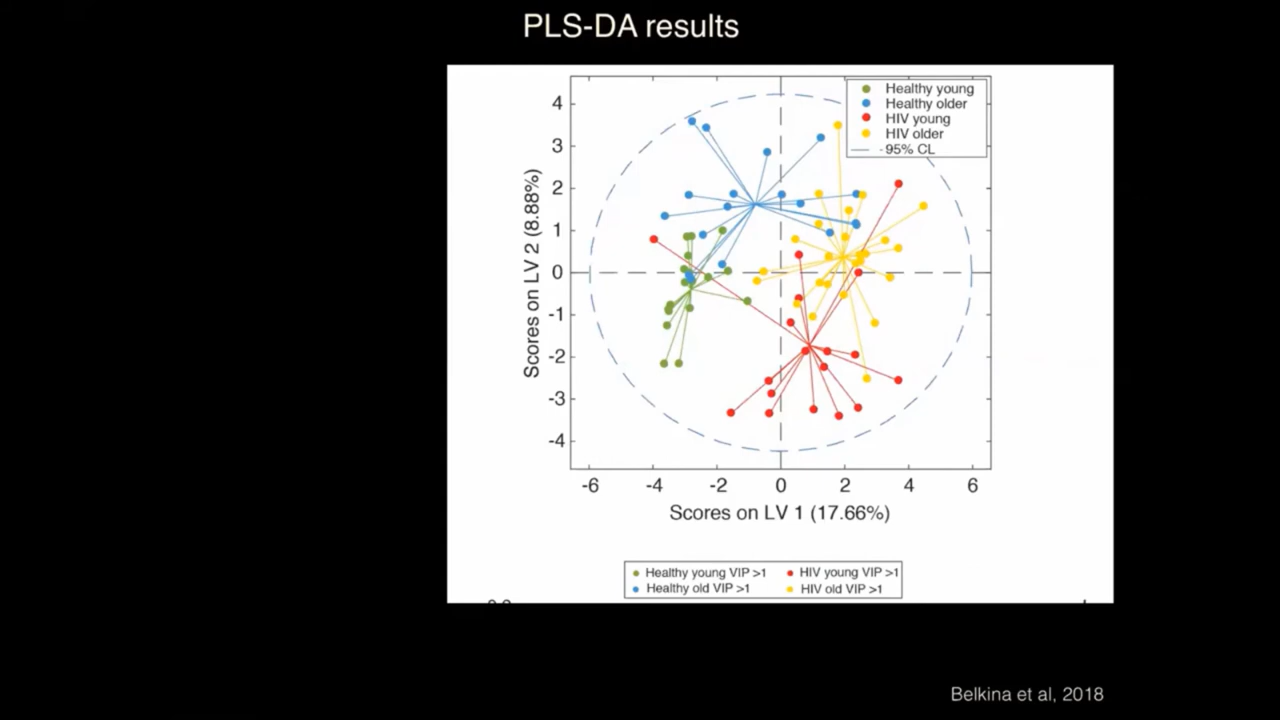 PLS-DA results
Healthy young
Healthy older
HIV young
HIV older
95% CL
4
3
2
1
0
-1
-2
-3
-4
Scores on LV 2 (8.88%)
-6 -4 -2 0 2 4 6
Scores on LV 1 (17.66%)
Healthy young VIP >1 HIV young VIP >1
Healthy old VIP >1 HIV old VIP >1
Belkina et al, 2018